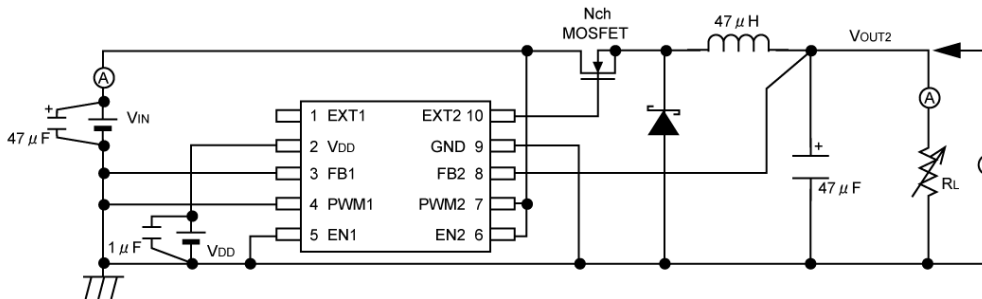 Nch
MOSFET
47 μH
VOUT2
A
+
VIN
47 μF
1 EXT1
EXT2 10
2 VDD
GND 9
3 FB1
FB2 8
4 PWM1
PWM2 7
5 EN1
EN2 6
1 μF
VDD
+
47 μF
A
RL